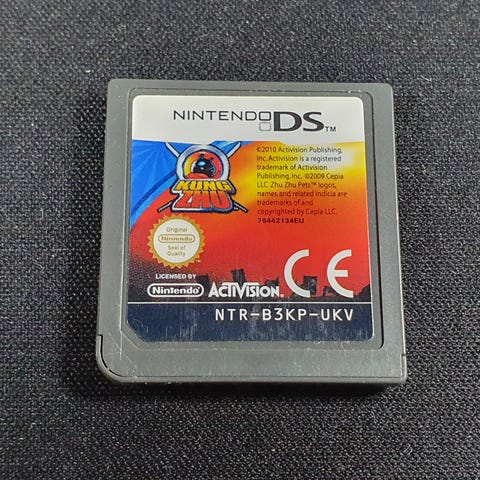 NINTENDO DS™
©2010 Activision Publishing,
Inc. Activision is a registered
trademark of Activision
Publishing, Inc. ©2009 Cepia
LLC. Zhu Zhu Pets™ logos,
names and related indicia are
trademarks of and
copyrighted by Cepia LLC.
76442134EU
KUNG
ZHU
Original
Nintendo
Seal of
Quality
LICENSED BY
Nintendo
ACTIVISION.
CE
NTR-B3KP-UKV